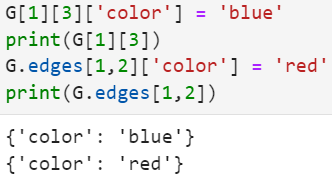 G[1][3]['color'] = 'blue'
print(G[1][3])
G.edges[1,2]['color'] = 'red'
print(G.edges[1,2])
{'color': 'blue'}
{'color': 'red'}